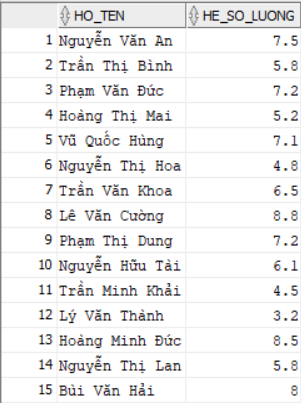 HO_TEN HE_SO_LUONG
1 Nguyễn Văn An 7.5
2 Trần Thị Bình 5.8
3 Phạm Văn Đức 7.2
4 Hoàng Thị Mai 5.2
5 Vũ Quốc Hùng 7.1
6 Nguyễn Thị Hoa 4.8
7 Trần Văn Khoa 6.5
8 Lê Văn Cường 8.8
9 Phạm Thị Dung 7.2
10 Nguyễn Hữu Tài 6.1
11 Trần Minh Khải 4.5
12 Lý Văn Thành 3.2
13 Hoàng Minh Đức 8.5
14 Nguyễn Thị Lan 5.8
15 Bùi Văn Hải 8